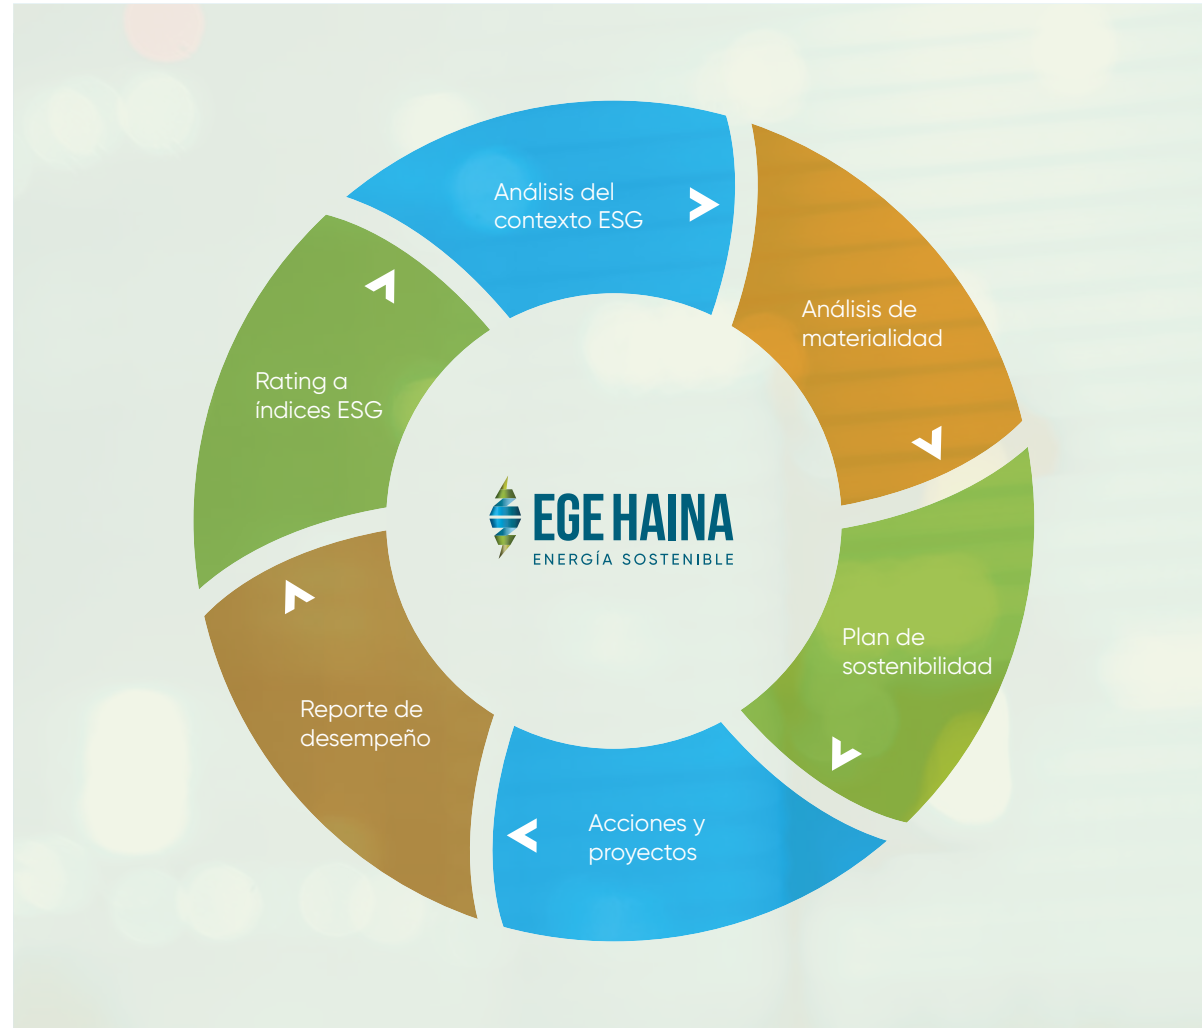 Análisis del
contexto ESG
Análisis de
materialidad
Rating a
índices ESG
EGE HAINA
ENERGÍA SOSTENIBLE
Plan de
sostenibilidad
Reporte de
desempeño
Acciones y
proyectos